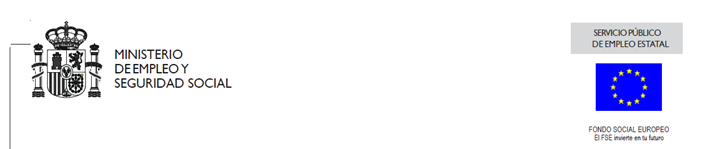 MINISTERIO
DE EMPLEO Y
SEGURIDAD SOCIAL
SERVICIO PÚBLICO
DE EMPLEO ESTATAL
FONDO SOCIAL EUROPEO
El FSE invierte en tu futuro